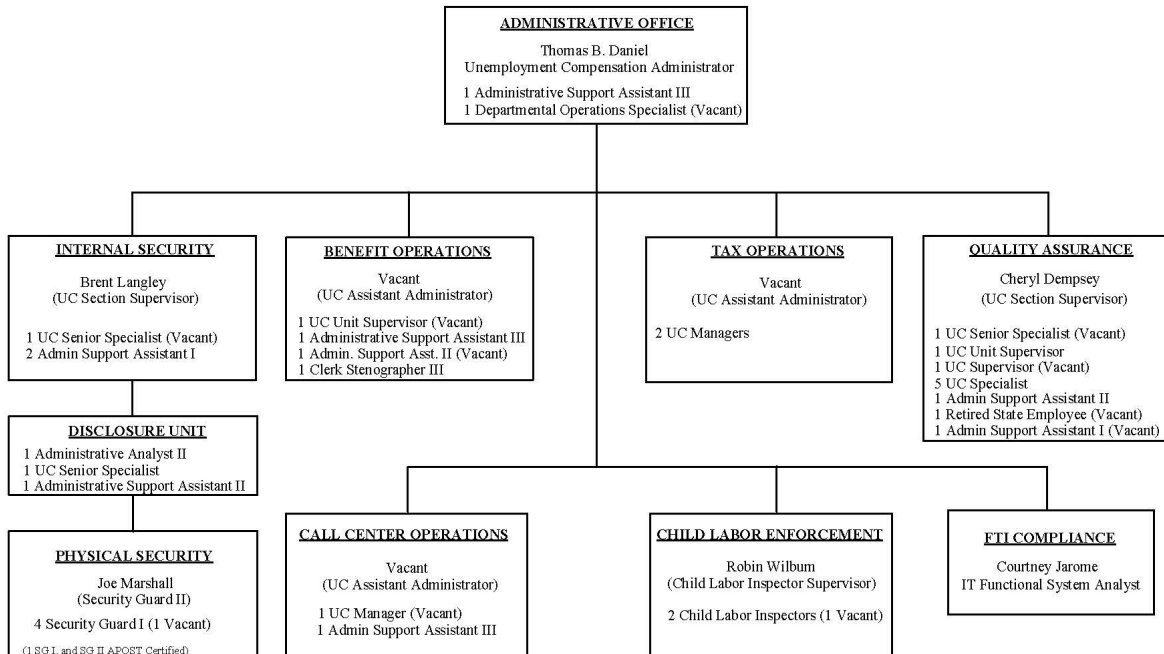 ADMINISTRATIVE OFFICE
Thomas B. Daniel
Unemployment Compensation Administrator
1 Administrative Support Assistant III
1 Departmental Operations Specialist (Vacant)
INTERNAL SECURITY
Brent Langley
(UC Section Supervisor)
1 UC Senior Specialist (Vacant)
2 Admin Support Assistant I
BENEFIT OPERATIONS
Vacant
(UC Assistant Administrator)
1 UC Unit Supervisor (Vacant)
1 Administrative Support Assistant III
1 Admin. Support Asst. II (Vacant)
1 Clerk Stenographer III
TAX OPERATIONS
Vacant
(UC Assistant Administrator)
2 UC Managers
QUALITY ASSURANCE
Cheryl Dempsey
(UC Section Supervisor)
1 UC Senior Specialist (Vacant)
1 UC Unit Supervisor
1 UC Supervisor (Vacant)
5 UC Specialist
1 Admin Support Assistant II
1 Retired State Employee (Vacant)
1 Admin Support Assistant I (Vacant)
DISCLOSURE UNIT
1 Administrative Analyst II
1 UC Senior Specialist
1 Administrative Support Assistant II
PHYSICAL SECURITY
Joe Marshall
(Security Guard II)
4 Security Guard I (1 Vacant)
(1 SG I, and SG II APOST Certified)
CALL CENTER OPERATIONS
Vacant
(UC Assistant Administrator)
1 UC Manager (Vacant)
1 Admin Support Assistant III
CHILD LABOR ENFORCEMENT
Robin Wilburn
(Child Labor Inspector Supervisor)
2 Child Labor Inspectors (1 Vacant)
FTI COMPLIANCE
Courtney Jarome
IT Functional System Analyst